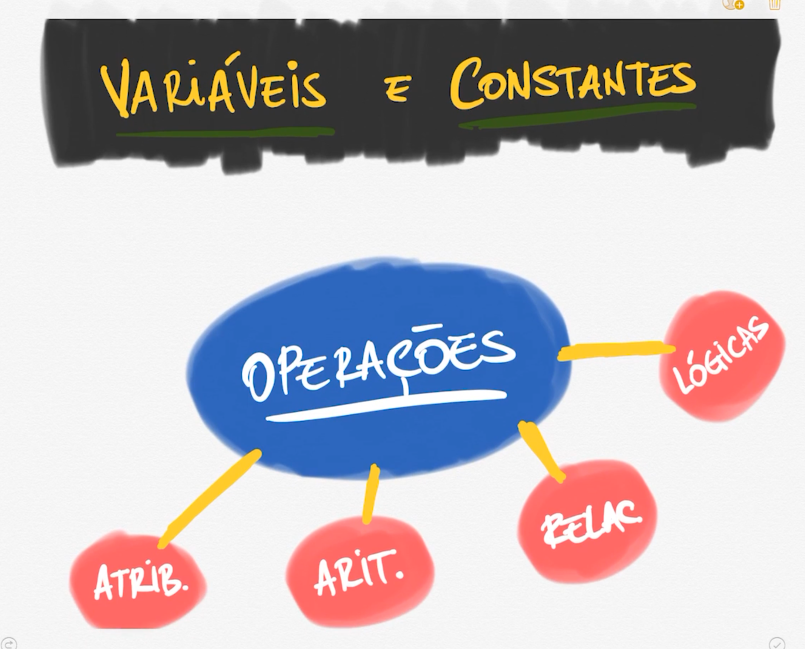 VARIÁVEIS E CONSTANTES
OPERAÇÕES
LÓGICAS
RELAC.
ATRIB.
ARIT.